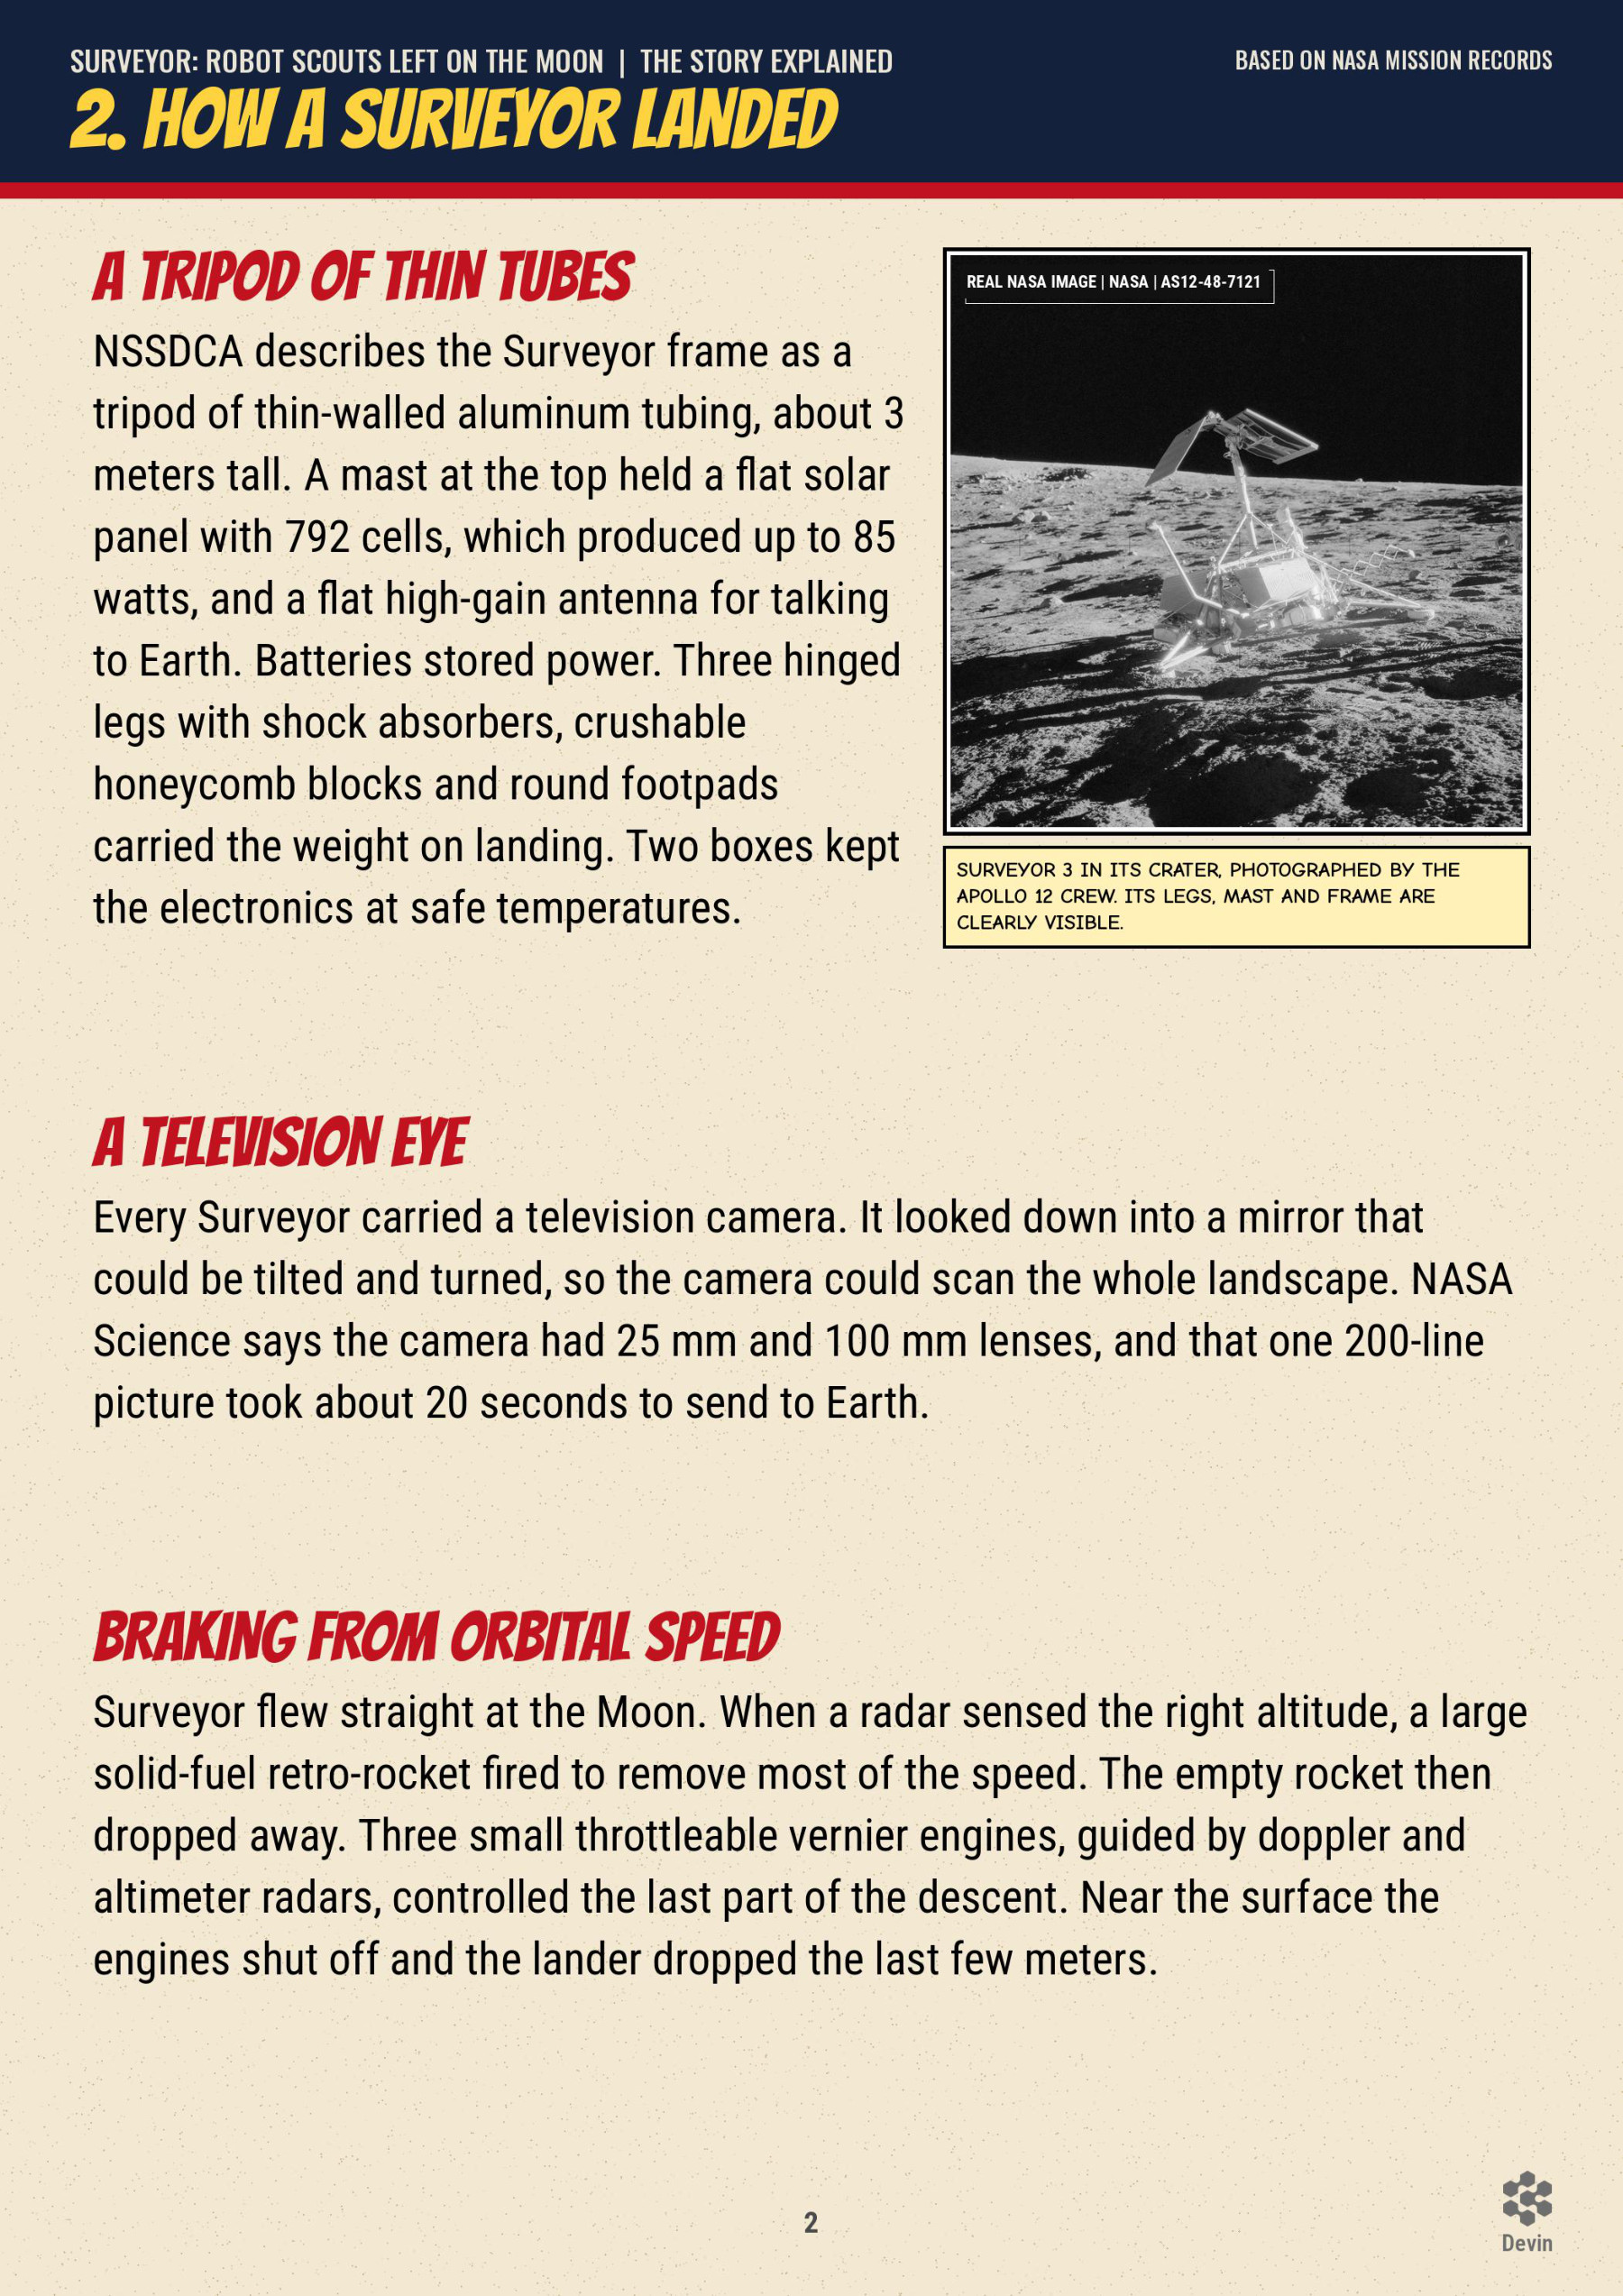 SURVEYOR: ROBOT SCOUTS LEFT ON THE MOON | THE STORY EXPLAINED
BASED ON NASA MISSION RECORDS
2. HOW A SURVEYOR LANDED
A TRIPOD OF THIN TUBES
NSSDCA describes the Surveyor frame as a
tripod of thin-walled aluminum tubing, about 3
meters tall. A mast at the top held a flat solar
panel with 792 cells, which produced up to 85
watts, and a flat high-gain antenna for talking
to Earth. Batteries stored power. Three hinged
legs with shock absorbers, crushable
honeycomb blocks and round footpads
carried the weight on landing. Two boxes kept
the electronics at safe temperatures.
REAL NASA IMAGE | NASA | AS12-48-7121
SURVEYOR 3 IN ITS CRATER, PHOTOGRAPHED BY THE
APOLLO 12 CREW. ITS LEGS, MAST AND FRAME ARE
CLEARLY VISIBLE.
A TELEVISION EYE
Every Surveyor carried a television camera. It looked down into a mirror that
could be tilted and turned, so the camera could scan the whole landscape. NASA
Science says the camera had 25 mm and 100 mm lenses, and that one 200-line
picture took about 20 seconds to send to Earth.
BRAKING FROM ORBITAL SPEED
Surveyor flew straight at the Moon. When a radar sensed the right altitude, a large
solid-fuel retro-rocket fired to remove most of the speed. The empty rocket then
dropped away. Three small throttleable vernier engines, guided by doppler and
altimeter radars, controlled the last part of the descent. Near the surface the
engines shut off and the lander dropped the last few meters.
2
Devin